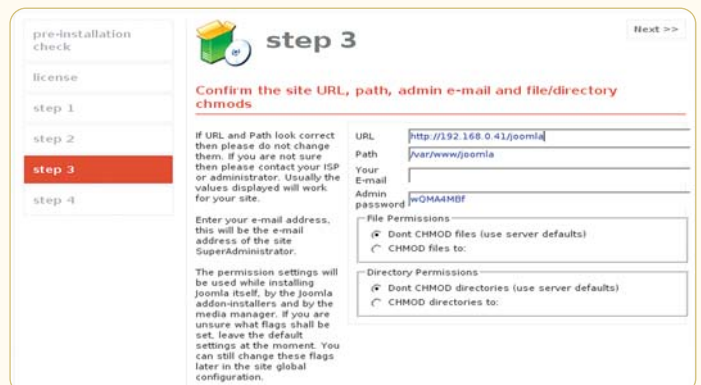 pre-installation
check
license
step 1
step 2
step 3
step 4
step 3
Next >>
Confirm the site URL, path, admin e-mail and file/directory
chmods
If URL and Path look correct
then please do not change
them. If you are not sure
then please contact your ISP
or administrator. Usually the
values displayed will work
for your site.
Enter your e-mail address,
this will be the e-mail
address of the site
SuperAdministrator.
The permission settings will
be used while installing
Joomla itself, by the Joomla
addon-installers and by the
media manager. If you are
unsure what flags shall be
set, leave the default
settings at the moment. You
can still change these flags
later in the site global
configuration.
URL http://192.168.0.41/joomla
Path /var/www/joomla
Your
E-mail
Admin
password wQMA4MBf
File Permissions
Dont CHMOD files (use server defaults)
CHMOD files to:
Directory Permissions
Dont CHMOD directories (use server defaults)
CHMOD directories to: